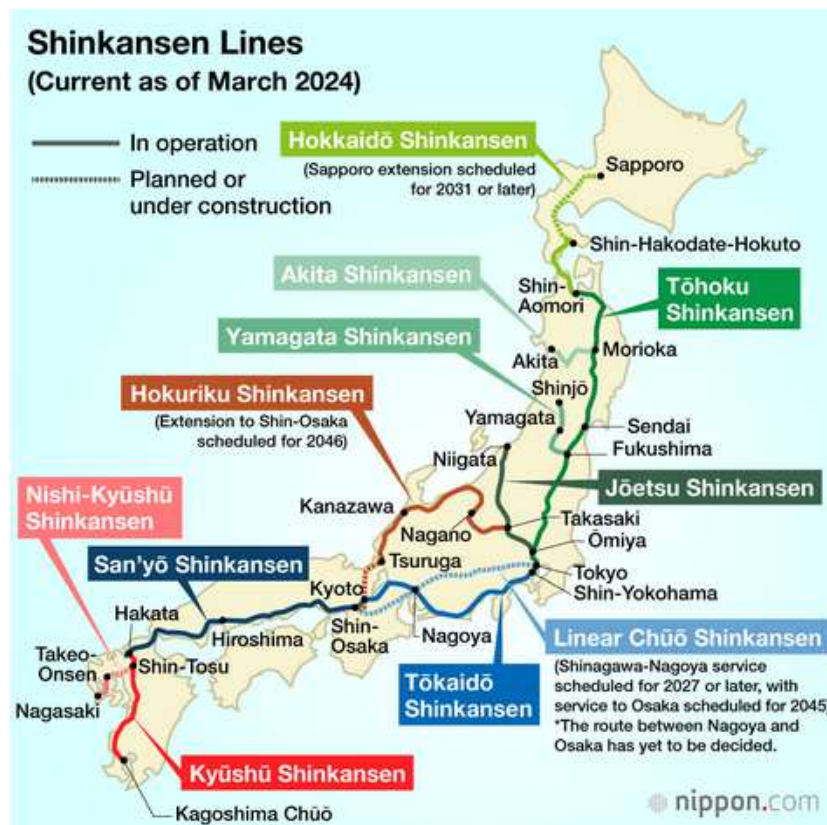 Shinkansen Lines
(Current as of March 2024)
In operation
Planned or
under construction
Hokkaidō Shinkansen
(Sapporo extension scheduled
for 2031 or later)
Sapporo
Shin-Hakodate-Hokuto
Akita Shinkansen
Shin-
Aomori
Tōhoku
Shinkansen
Yamagata Shinkansen
Akita
Morioka
Shinjō
Hokuriku Shinkansen
(Extension to Shin-Osaka
scheduled for 2046)
Yamagata
Sendai
Niigata
Fukushima
Nishi-Kyūshū
Shinkansen
Jōetsu Shinkansen
Kanazawa
Nagano
Takasaki
Ōmiya
San'yō Shinkansen
Tsuruga
Kyoto
Tokyo
Shin-Yokohama
Hakata
Hiroshima
Shin-
Osaka
Nagoya
Linear Chūō Shinkansen
(Shinagawa-Nagoya service
scheduled for 2027 or later, with
service to Osaka scheduled for 2045)
*The route between Nagoya and
Osaka has yet to be decided.
Takeo-
Onsen
Shin-Tosu
Nagasaki
Tōkaidō
Shinkansen
Kyūshū Shinkansen
Kagoshima Chūō
nippon.com